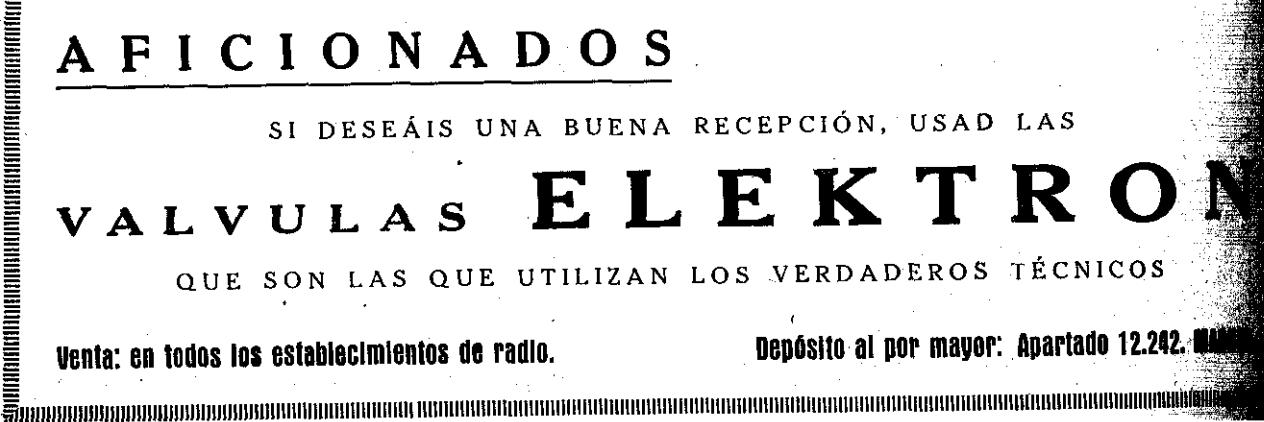 AFICIONADOS
SI DESEÁIS UNA BUENA RECEPCIÓN, USAD LAS
VALVULAS ELEKTRON
QUE SON LAS QUE UTILIZAN LOS VERDADEROS TÉCNICOS
Venta: en todos los establecimientos de radio.
Depósito al por mayor: Apartado 12.242.